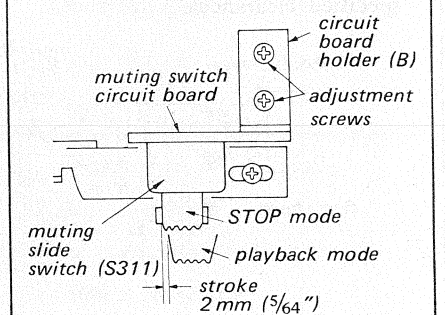 circuit
board
holder (B)
muting switch
circuit board
adjustment
screws
muting
slide
switch (S311)
STOP mode
playback mode
stroke
2 mm (5/64")